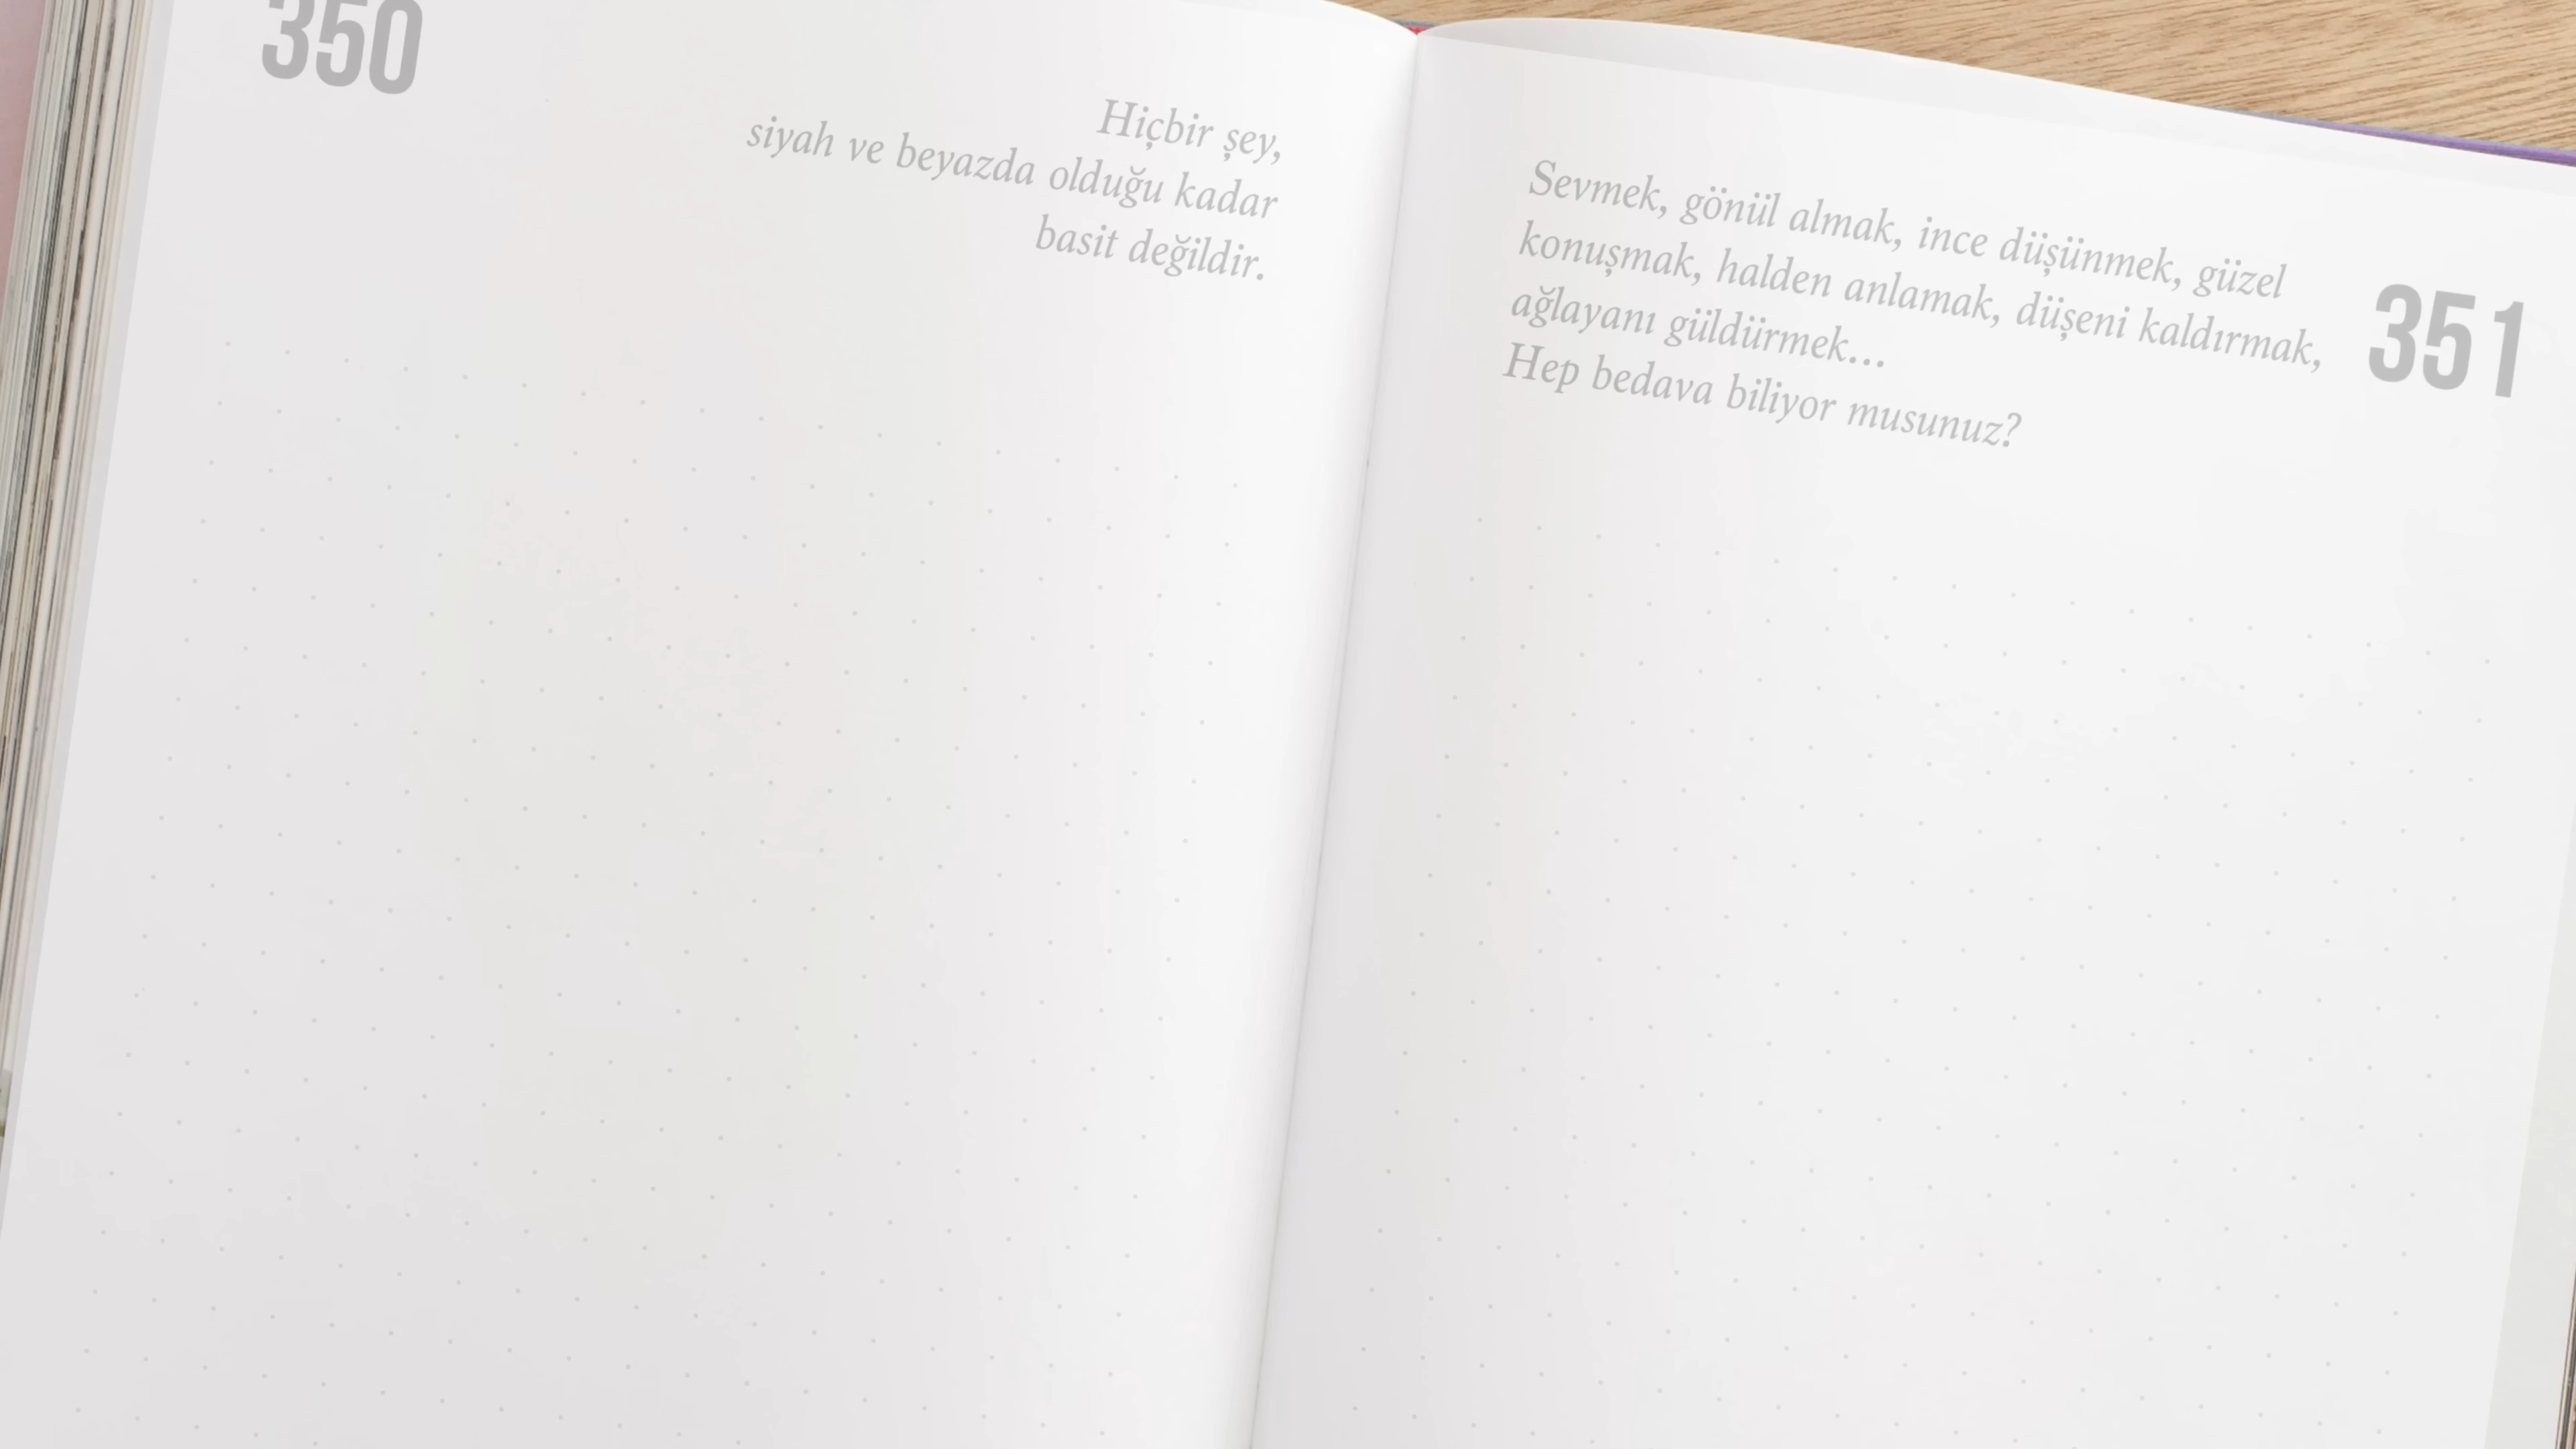 350
Hiçbir şey,
siyah ve beyazda olduğu kadar
basit değildir.
Sevmek, gönül almak, ince düşünmek, güzel
konuşmak, halden anlamak, düşeni kaldırmak,
ağlayanı güldürmek...
Hep bedava biliyor musunuz?
351